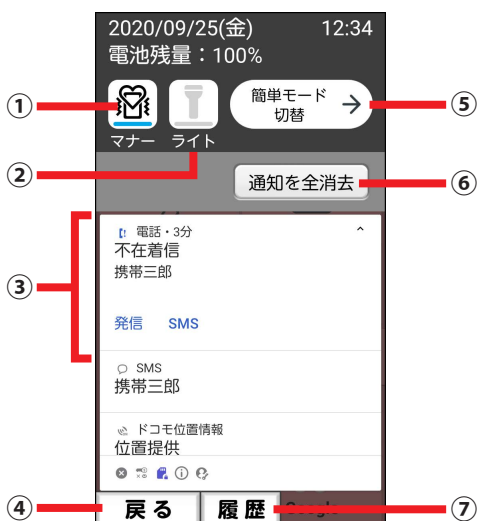 2020/09/25(金) 12:34
電池残量：100%
① 
簡単モード
切替
⑤
マナー ライト
②
通知を全消去
⑥
③
電話・3分
不在着信
携帯三郎
発信 SMS
SMS
携帯三郎
ドコモ位置情報
位置提供
④
戻る 履歴
Google
⑦